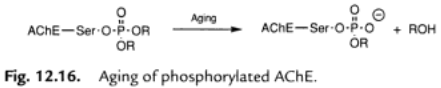 O
AChE—Ser·O-P-OR
OR
Aging
O
AChE—Ser·O-P-O⊖
OR
+ ROH
Fig. 12.16. Aging of phosphorylated AChE.